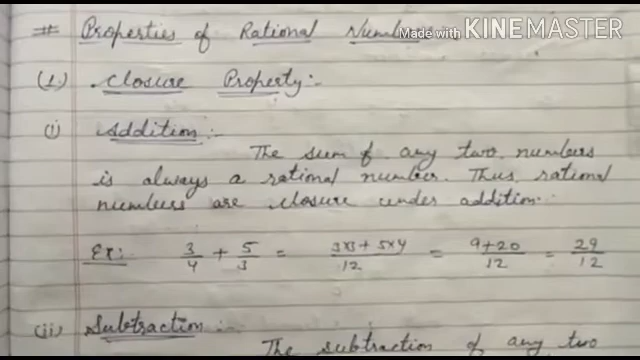 # Properties of Rational Number
Made with KINEMASTER
(1.) Closure Property:-
(i) Addition:-
The sum of any two numbers
is always a rational number. Thus rational
numbers are closure under addition.
Ex: 3/4 + 5/3 = 3×3 + 5×4/12 = 9+20/12 = 29/12
(ii) Subtraction:-
The subtraction of any two